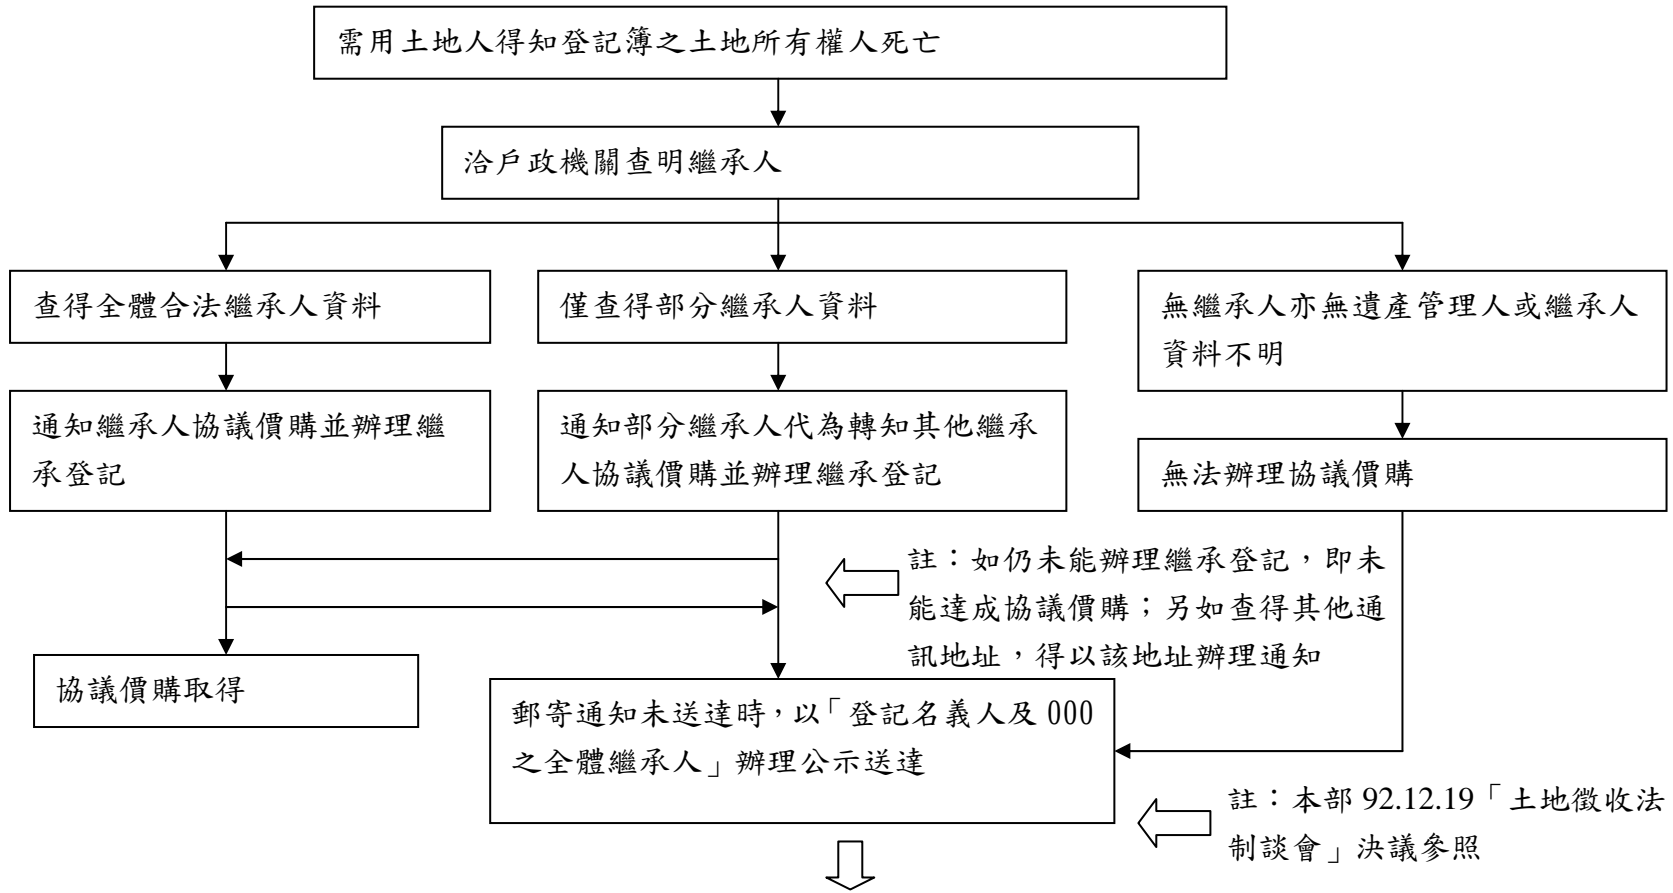 需用土地人得知登記簿之土地所有權人死亡
洽戶政機關查明繼承人
查得全體合法繼承人資料
僅查得部分繼承人資料
無繼承人亦無遺產管理人或繼承人
資料不明
通知繼承人協議價購並辦理繼
承登記
通知部分繼承人代為轉知其他繼承
人協議價購並辦理繼承登記
無法辦理協議價購
註：如仍未能辦理繼承登記，即未
能達成協議價購；另如查得其他通
訊地址，得以該地址辦理通知
協議價購取得
郵寄通知未送達時，以「登記名義人及 000
之全體繼承人」辦理公示送達
註：本部 92.12.19「土地徵收法
制談會」決議參照